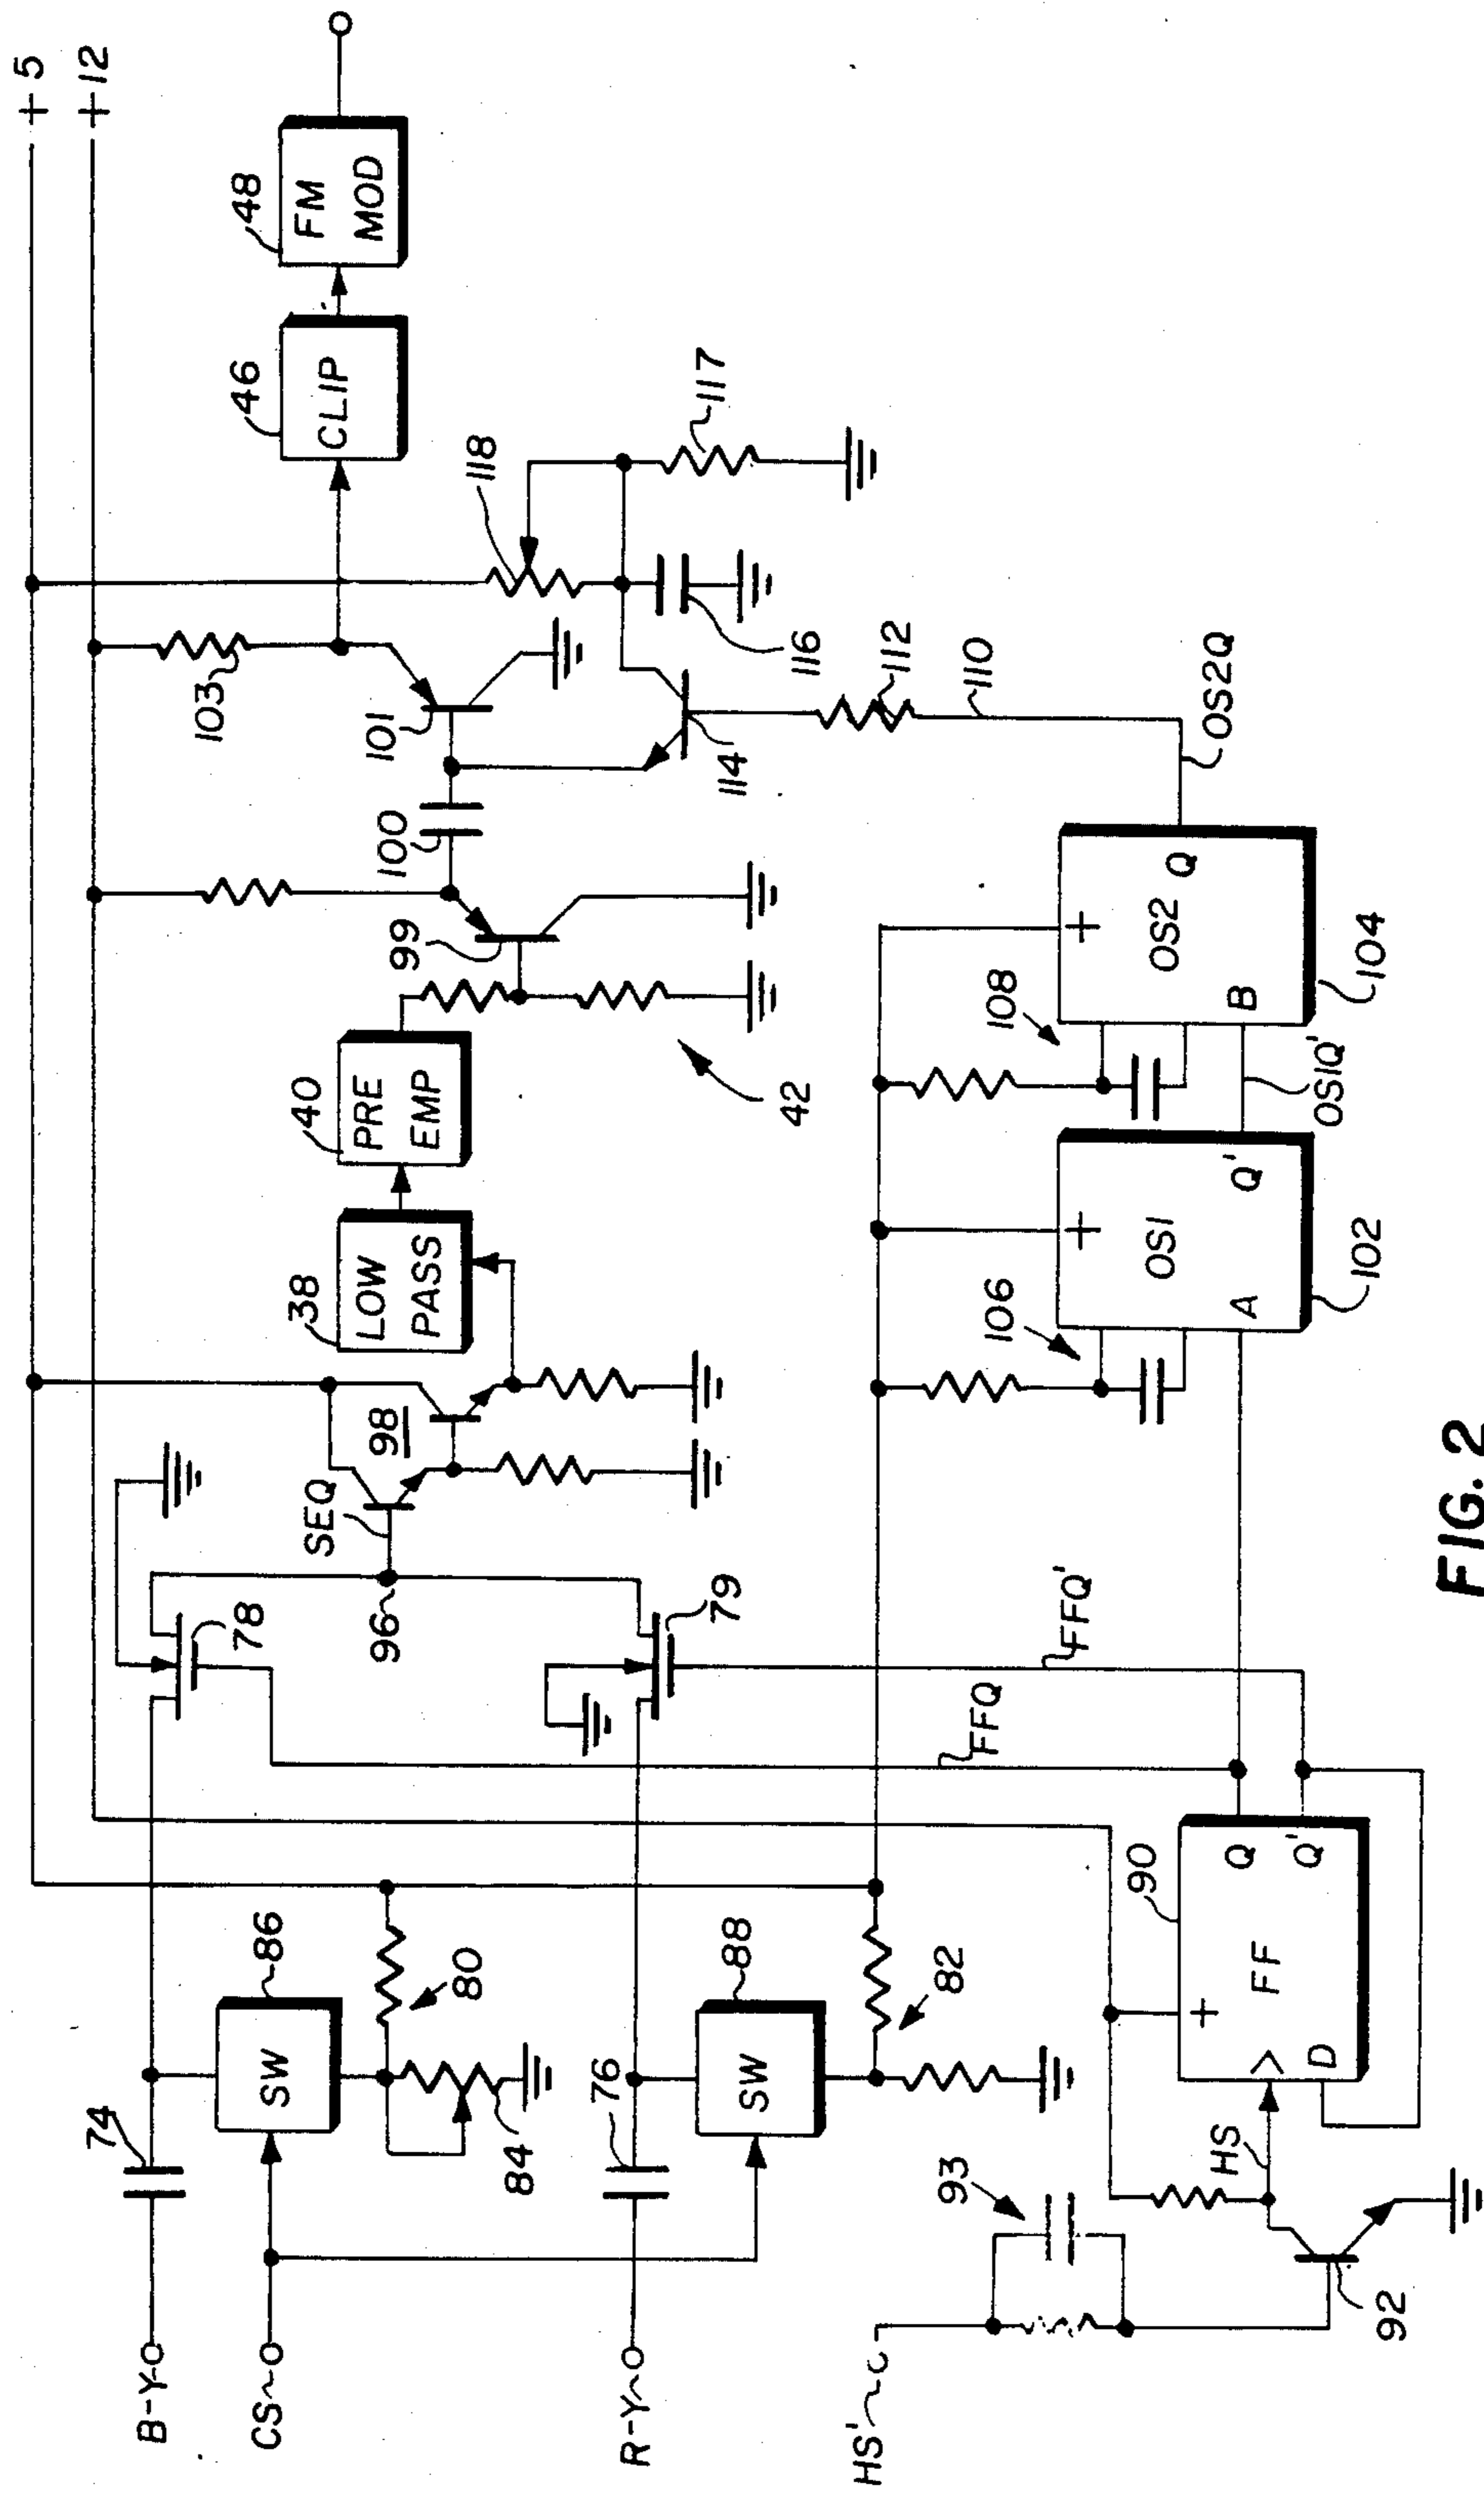 +5
+12
B-Y
74
CS
SW
86
80
84
R-Y
76
SW
88
82
HS'
93
92
HS
>
+
FF
D
Q
Q'
90
FFQ
FFQ'
78
79
96
SEQ
98
38
LOW
PASS
40
PRE
EMP
42
99
100
101
103
46
CLIP
48
FM
MOD
118
117
116
114
112
110
OS2Q
106
+
OS1
A
Q'
102
OS1Q'
108
+
OS2
B
Q
104
FIG. 2